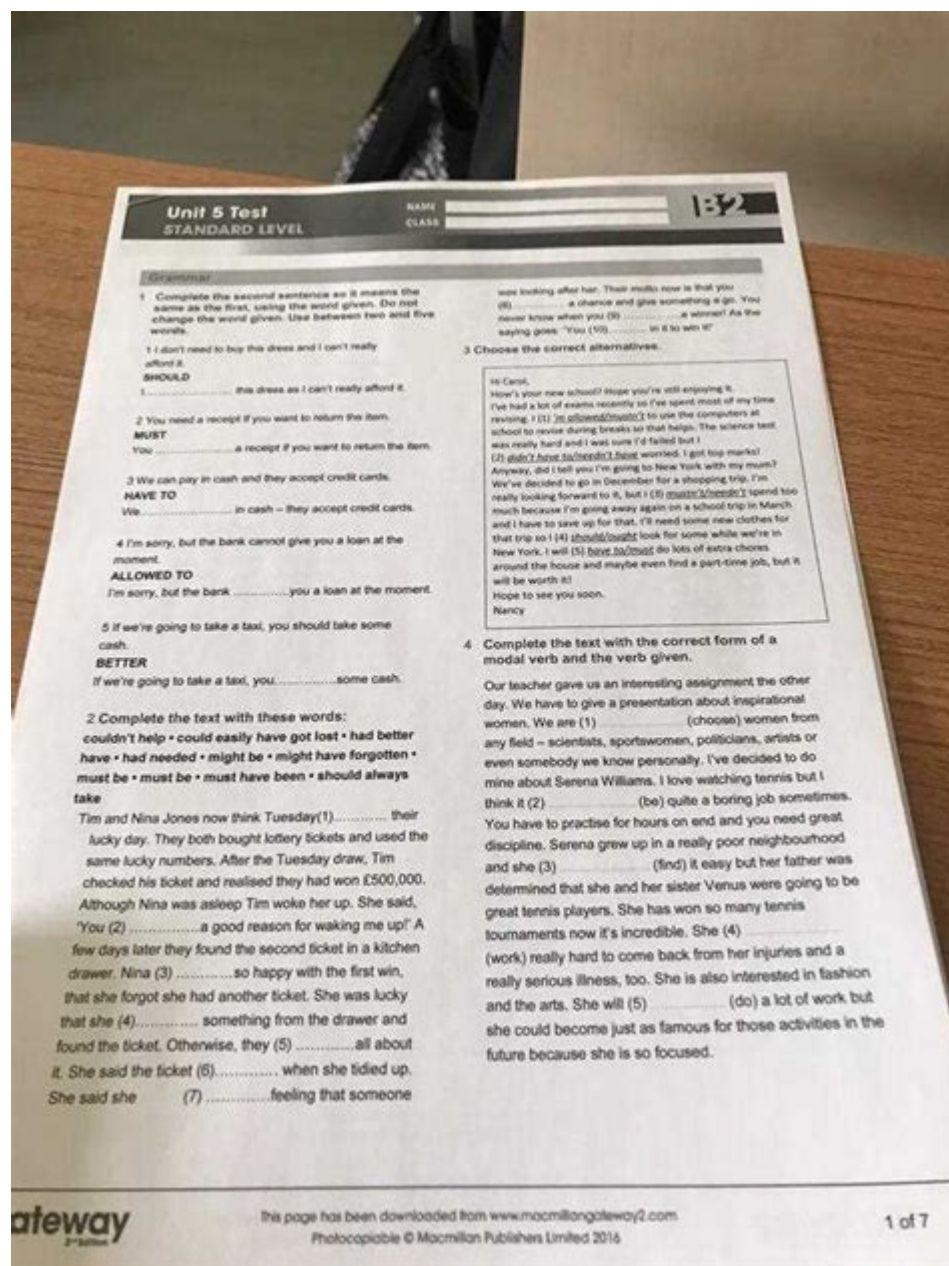 Unit 5 Test
STANDARD LEVEL
NAME
CLASS
B2
Grammar
1 Complete the second sentence so it means the
same as the first, using the word given. Do not
change the word given. Use between two and five
words.
1 I don't need to buy this dress and I can't really
afford it.
SHOULD
I.................... this dress as I can't really afford it.
2 You need a receipt if you want to return the item.
MUST
You ....................a receipt if you want to return the item.
3 We can pay in cash and they accept credit cards.
HAVE TO
We.................... in cash – they accept credit cards.
4 I'm sorry, but the bank cannot give you a loan at the
moment.
ALLOWED TO
I'm sorry, but the bank ..............you a loan at the moment.
5 If we're going to take a taxi, you should take some
cash.
BETTER
If we're going to take a taxi, you...............some cash.
2 Complete the text with these words:
couldn't help • could easily have got lost • had better
have • had needed • might be • might have forgotten •
must be • must be • must have been • should always
take
Tim and Nina Jones now think Tuesday(1)............. their
lucky day. They both bought lottery tickets and used the
same lucky numbers. After the Tuesday draw, Tim
checked his ticket and realised they had won £500,000.
Although Nina was asleep Tim woke her up. She said,
'You (2) ................a good reason for waking me up!' A
few days later they found the second ticket in a kitchen
drawer. Nina (3) .............so happy with the first win,
that she forgot she had another ticket. She was lucky
that she (4).............. something from the drawer and
found the ticket. Otherwise, they (5) .............all about
it. She said the ticket (6).............. when she tidied up.
She said she (7) ..............feeling that someone
was looking after her. Their motto now is that you
(8) ............. a chance and give something a go. You
never know when you (9) ............. a winner! As the
saying goes: 'You (10)............. in it to win it!'
3 Choose the correct alternatives.
Hi Carol,
How's your new school? Hope you're still enjoying it.
I've had a lot of exams recently so I've spent most of my time
revising. I (1) 'm allowed/mustn't to use the computers at
school to revise during breaks so that helps. The science test
was really hard and I was sure I'd failed but I
(2) didn't have to/needn't have worried. I got top marks!
Anyway, did I tell you I'm going to New York with my mum?
We've decided to go in December for a shopping trip. I'm
really looking forward to it, but I (3) mustn't/needn't spend too
much because I'm going away again on a school trip in March
and I have to save up for that. I'll need some new clothes for
that trip so I (4) should/ought look for some while we're in
New York. I will (5) have to/must do lots of extra chores
around the house and maybe even find a part-time job, but it
will be worth it!
Hope to see you soon.
Nancy
4 Complete the text with the correct form of a
modal verb and the verb given.
Our teacher gave us an interesting assignment the other
day. We have to give a presentation about inspirational
women. We are (1) (choose) women from
any field – scientists, sportswomen, politicians, artists or
even somebody we know personally. I've decided to do
mine about Serena Williams. I love watching tennis but I
think it (2) (be) quite a boring job sometimes.
You have to practise for hours on end and you need great
discipline. Serena grew up in a really poor neighbourhood
and she (3) (find) it easy but her father was
determined that she and her sister Venus were going to be
great tennis players. She has won so many tennis
tournaments now it's incredible. She (4)
(work) really hard to come back from her injuries and a
really serious illness, too. She is also interested in fashion
and the arts. She will (5) (do) a lot of work but
she could become just as famous for those activities in the
future because she is so focused.
ateway
2nd Edition
This page has been downloaded from www.macmillangateway2.com
Photocopiable © Macmillan Publishers Limited 2016
1 of 7